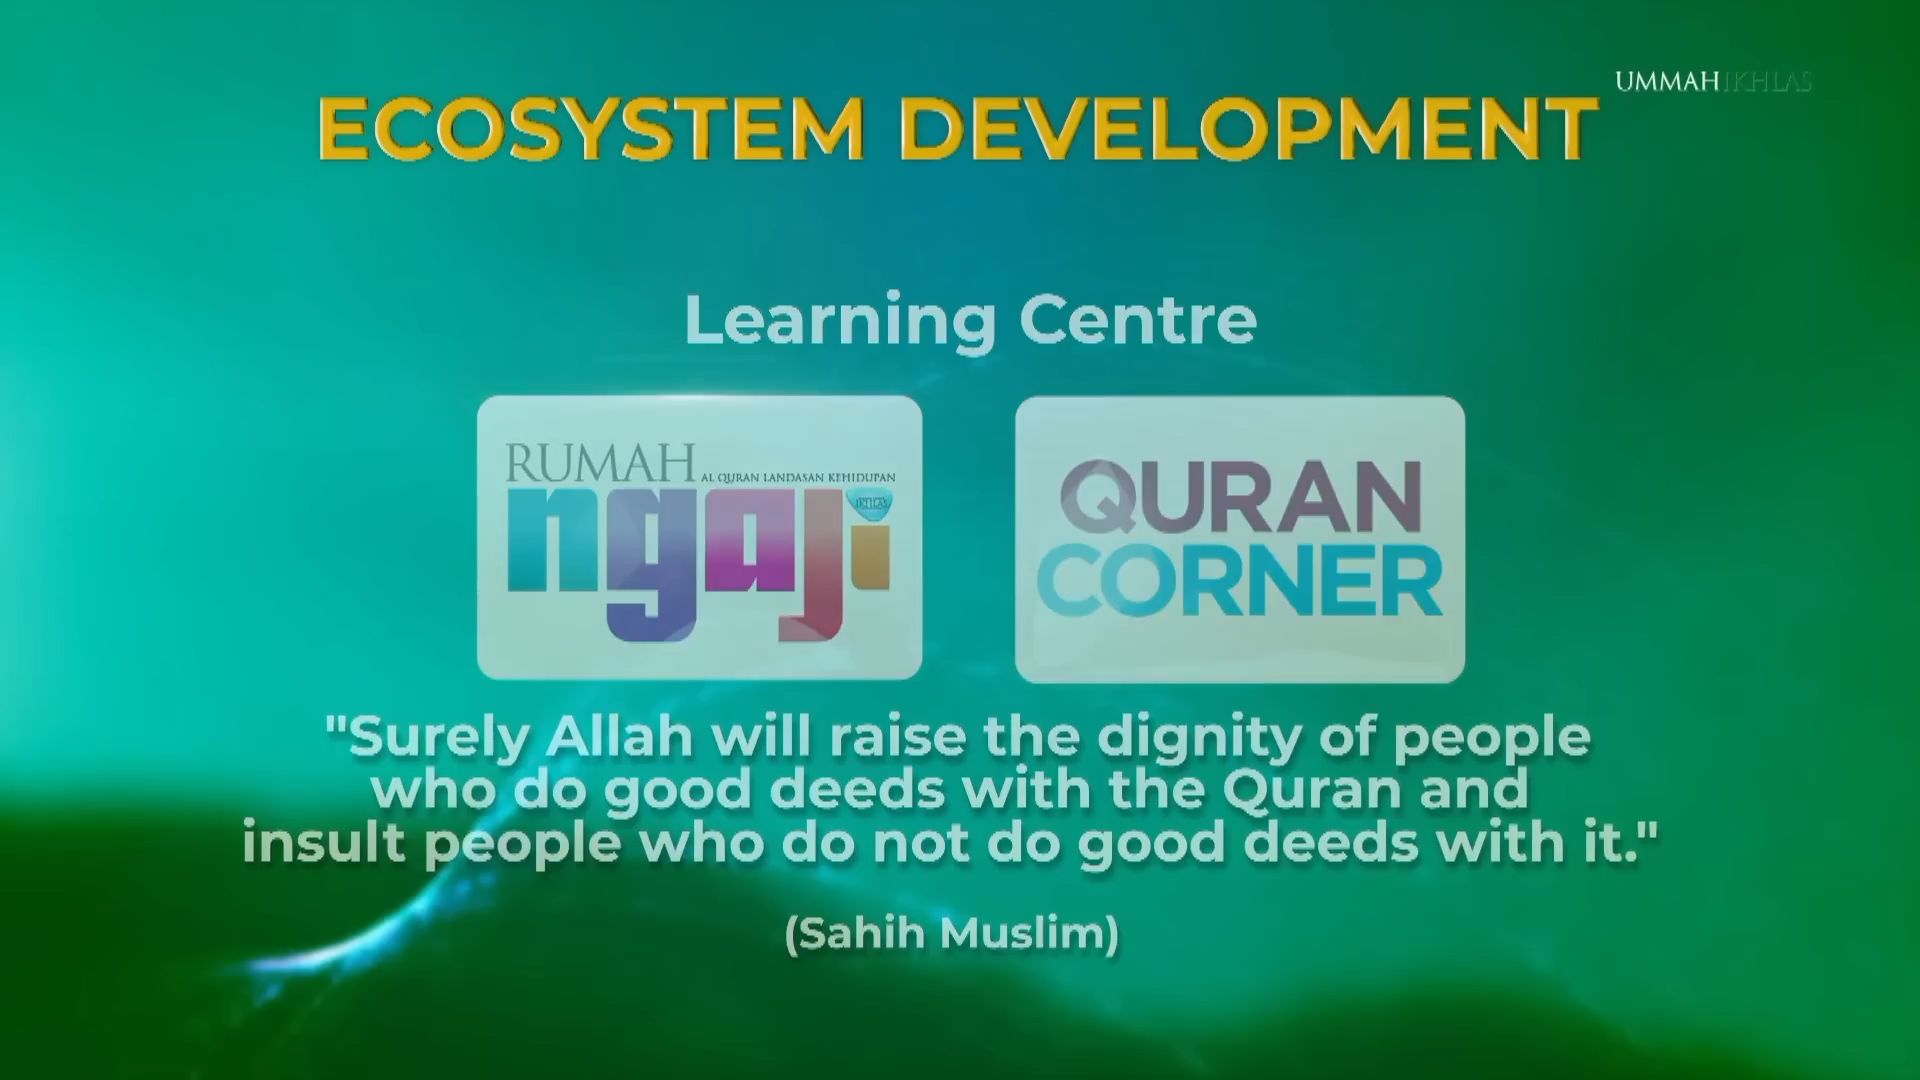 UMMAHIKHLAS
ECOSYSTEM DEVELOPMENT
Learning Centre
RUMAH
AL QURAN LANDASAN KEHIDUPAN
ngaji
IKHLAS
QURAN
CORNER
"Surely Allah will raise the dignity of people
who do good deeds with the Quran and
insult people who do not do good deeds with it."
(Sahih Muslim)